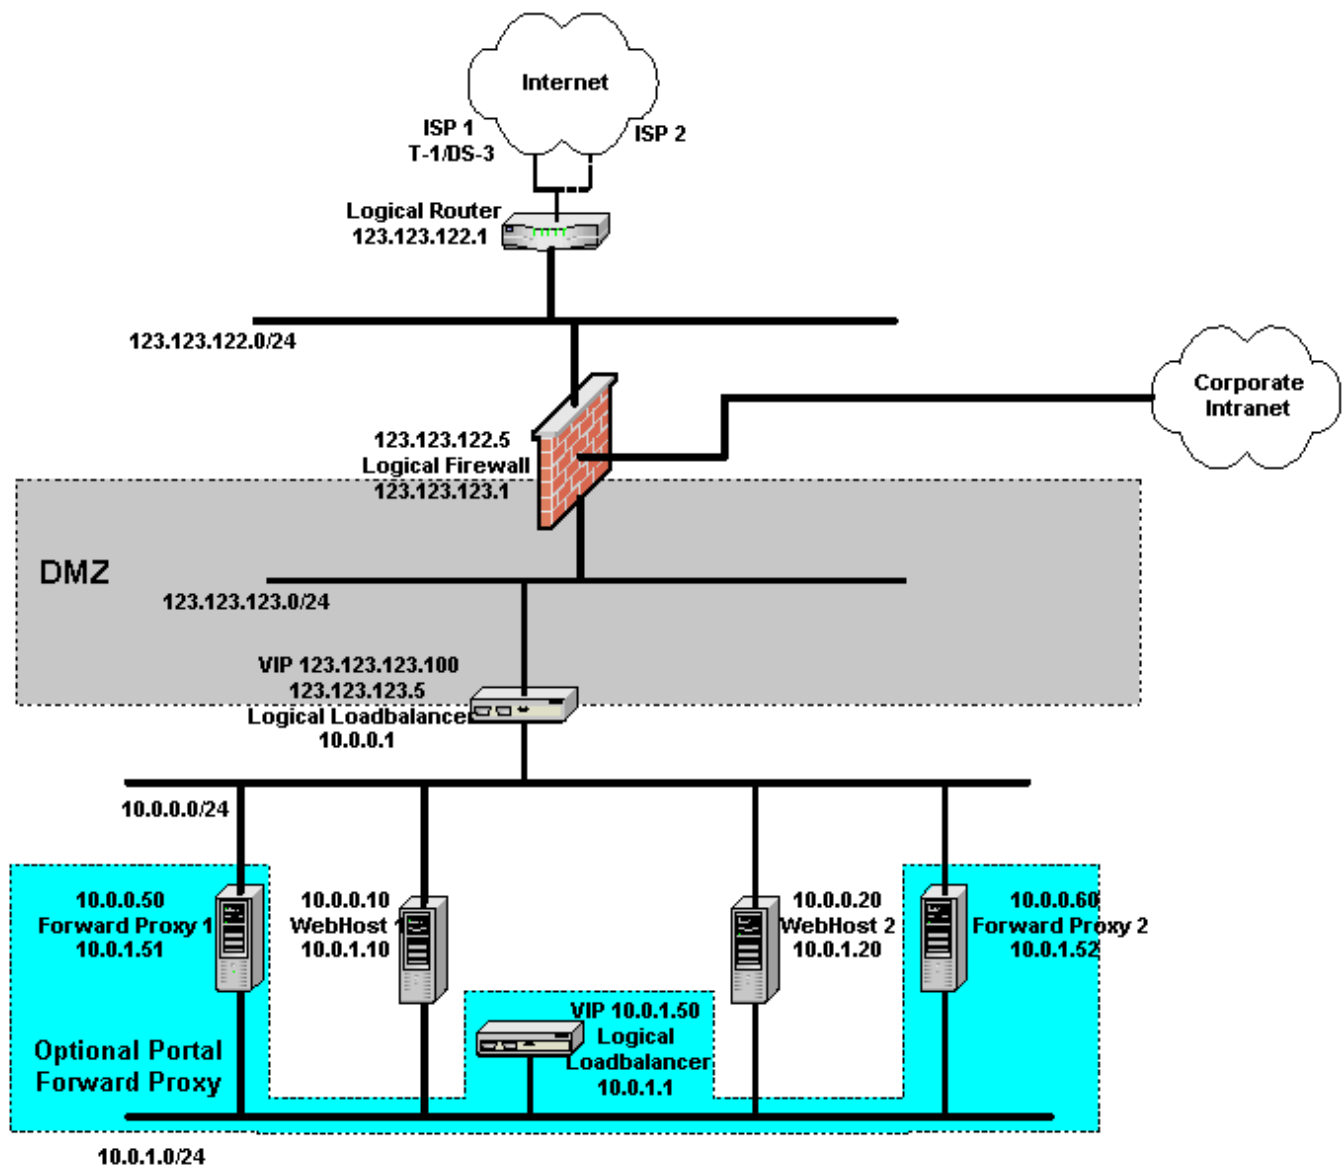 Internet
ISP 1
T-1/DS-3
ISP 2
Logical Router
123.123.122.1
123.123.122.0/24
Corporate
Intranet
123.123.122.5
Logical Firewall
123.123.123.1
DMZ
123.123.123.0/24
VIP 123.123.123.100
123.123.123.5
Logical Loadbalancer
10.0.0.1
10.0.0.0/24
10.0.0.50
Forward Proxy 1
10.0.1.51
10.0.0.10
WebHost 1
10.0.1.10
10.0.0.20
WebHost 2
10.0.1.20
10.0.0.60
Forward Proxy 2
10.0.1.52
VIP 10.0.1.50
Logical
Loadbalancer
10.0.1.1
Optional Portal
Forward Proxy
10.0.1.0/24